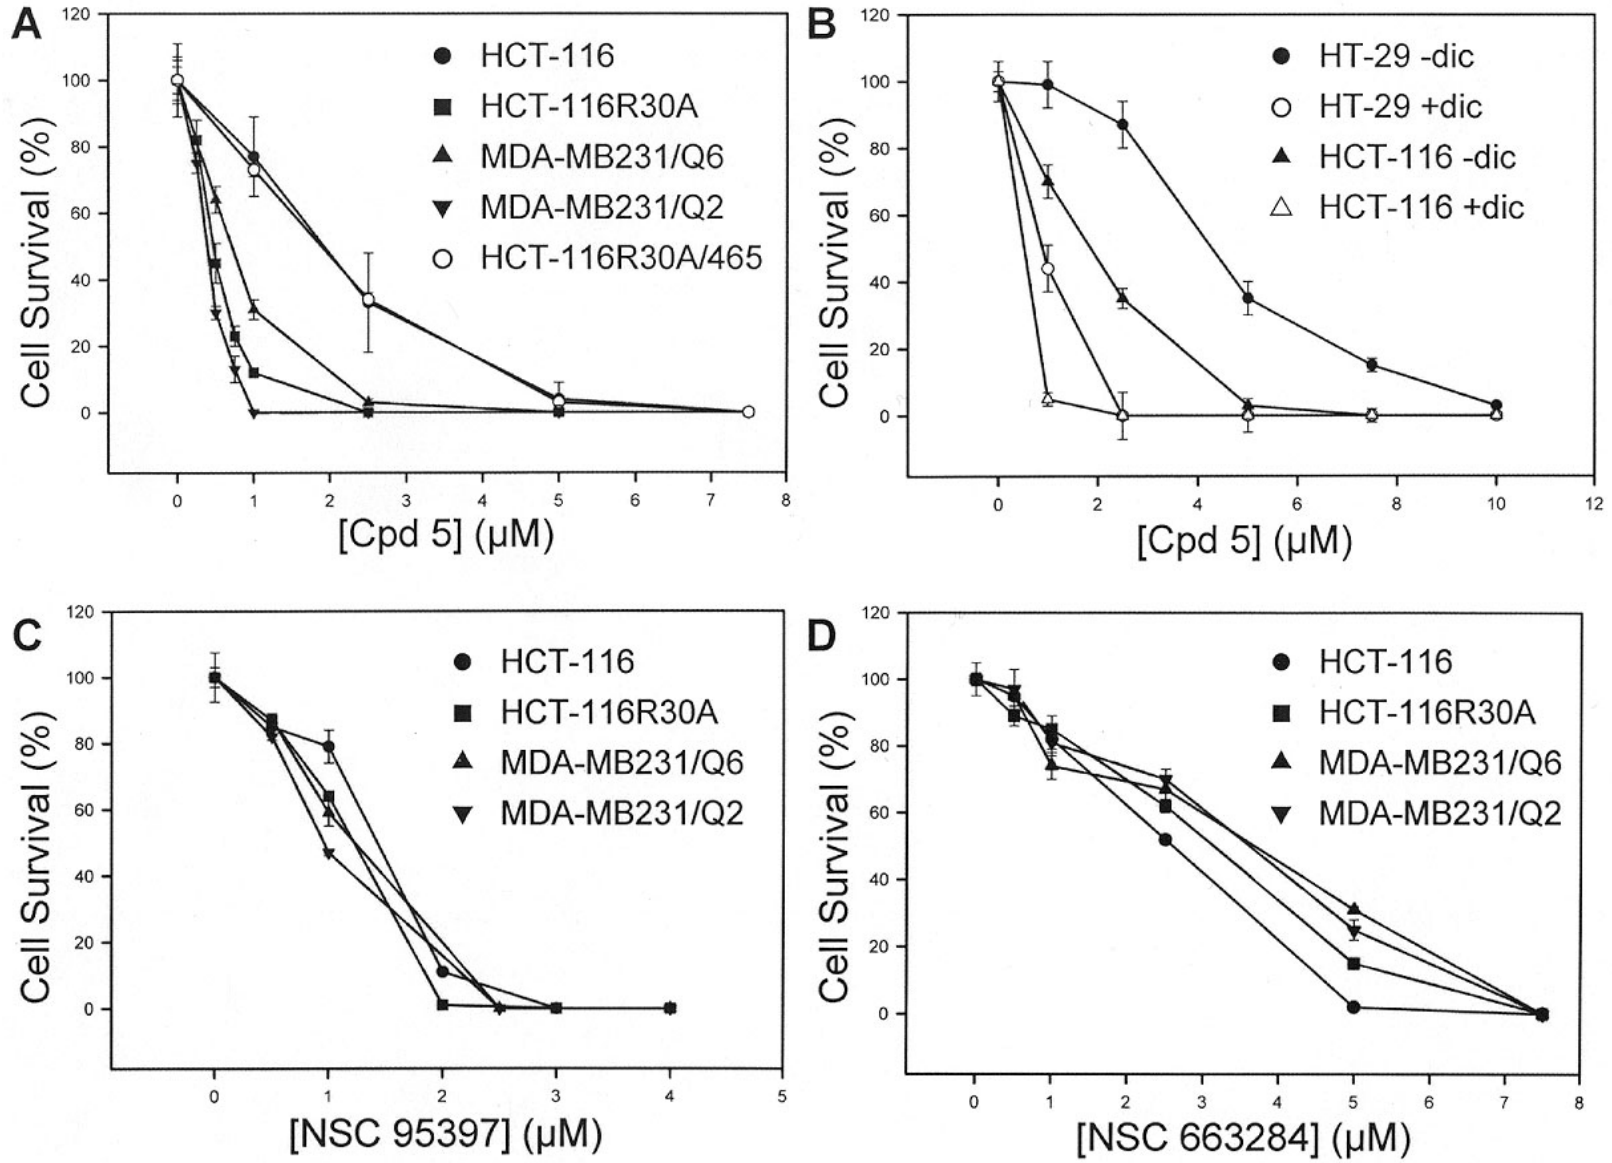 A
120
100
80
60
40
20
0
Cell Survival (%)
HCT-116
HCT-116R30A
MDA-MB231/Q6
MDA-MB231/Q2
HCT-116R30A/465
0 1 2 3 4 5 6 7 8
[Cpd 5] (μM)
B
120
100
80
60
40
20
0
Cell Survival (%)
HT-29 -dic
HT-29 +dic
HCT-116 -dic
HCT-116 +dic
0 2 4 6 8 10 12
[Cpd 5] (μM)
C
120
100
80
60
40
20
0
Cell Survival (%)
HCT-116
HCT-116R30A
MDA-MB231/Q6
MDA-MB231/Q2
0 1 2 3 4 5
[NSC 95397] (μM)
D
120
100
80
60
40
20
0
Cell Survival (%)
HCT-116
HCT-116R30A
MDA-MB231/Q6
MDA-MB231/Q2
0 1 2 3 4 5 6 7 8
[NSC 663284] (μM)